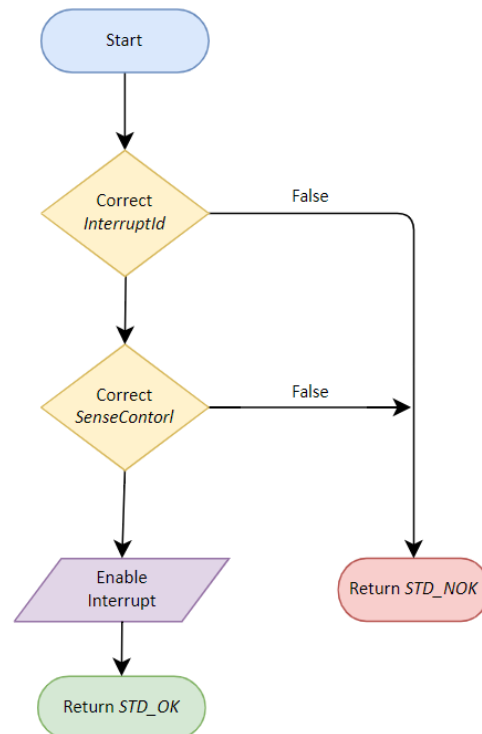 Start
Correct
InterruptId
False
Correct
SenseContorl
False
Enable
Interrupt
Return STD_NOK
Return STD_OK